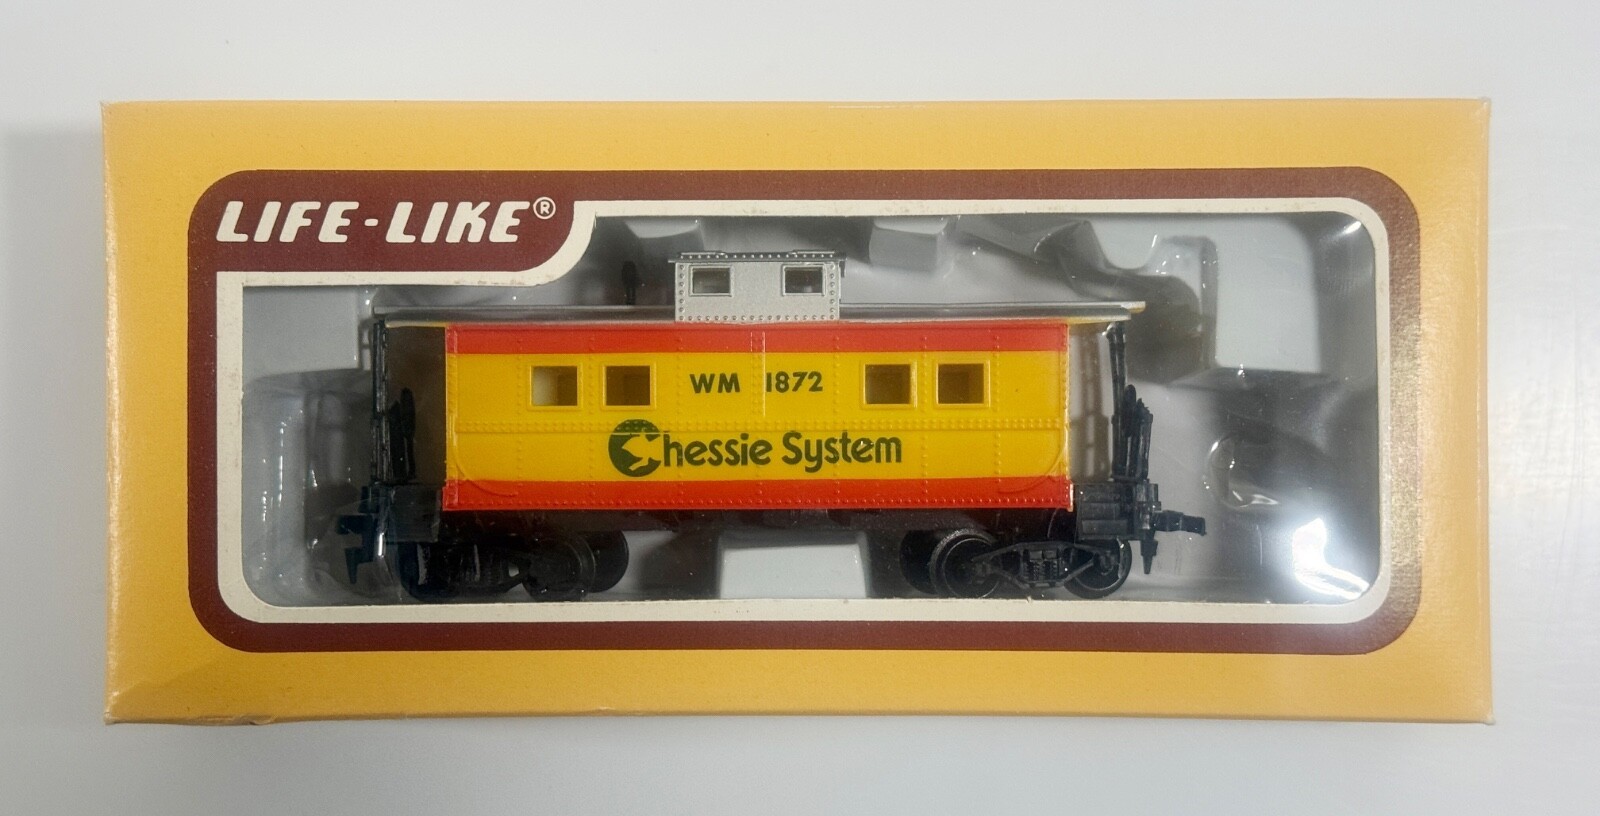 LIFE-LIKE®
WM 1872
Chessie System